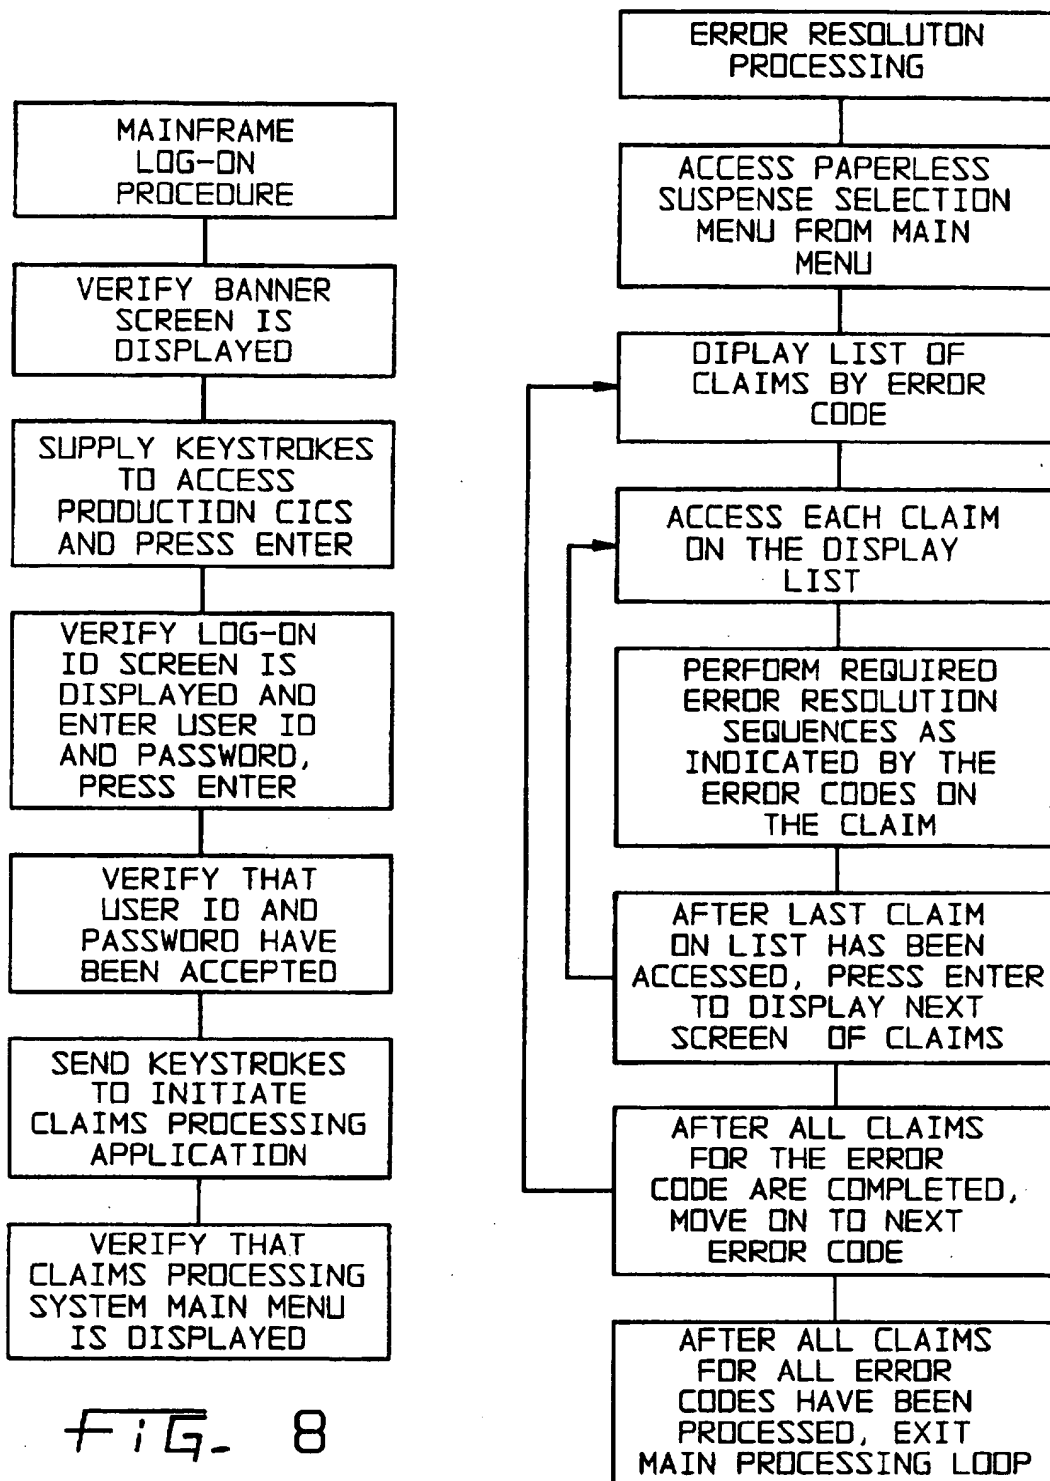 MAINFRAME
LOG-ON
PROCEDURE
VERIFY BANNER
SCREEN IS
DISPLAYED
SUPPLY KEYSTROKES
TO ACCESS
PRODUCTION CICS
AND PRESS ENTER
VERIFY LOG-ON
ID SCREEN IS
DISPLAYED AND
ENTER USER ID
AND PASSWORD,
PRESS ENTER
VERIFY THAT
USER ID AND
PASSWORD HAVE
BEEN ACCEPTED
SEND KEYSTROKES
TO INITIATE
CLAIMS PROCESSING
APPLICATION
VERIFY THAT
CLAIMS PROCESSING
SYSTEM MAIN MENU
IS DISPLAYED
FiG. 8
ERROR RESOLUTON
PROCESSING
ACCESS PAPERLESS
SUSPENSE SELECTION
MENU FROM MAIN
MENU
DIPLAY LIST OF
CLAIMS BY ERROR
CODE
ACCESS EACH CLAIM
ON THE DISPLAY
LIST
PERFORM REQUIRED
ERROR RESOLUTION
SEQUENCES AS
INDICATED BY THE
ERROR CODES ON
THE CLAIM
AFTER LAST CLAIM
ON LIST HAS BEEN
ACCESSED, PRESS ENTER
TO DISPLAY NEXT
SCREEN OF CLAIMS
AFTER ALL CLAIMS
FOR THE ERROR
CODE ARE COMPLETED,
MOVE ON TO NEXT
ERROR CODE
AFTER ALL CLAIMS
FOR ALL ERROR
CODES HAVE BEEN
PROCESSED, EXIT
MAIN PROCESSING LOOP